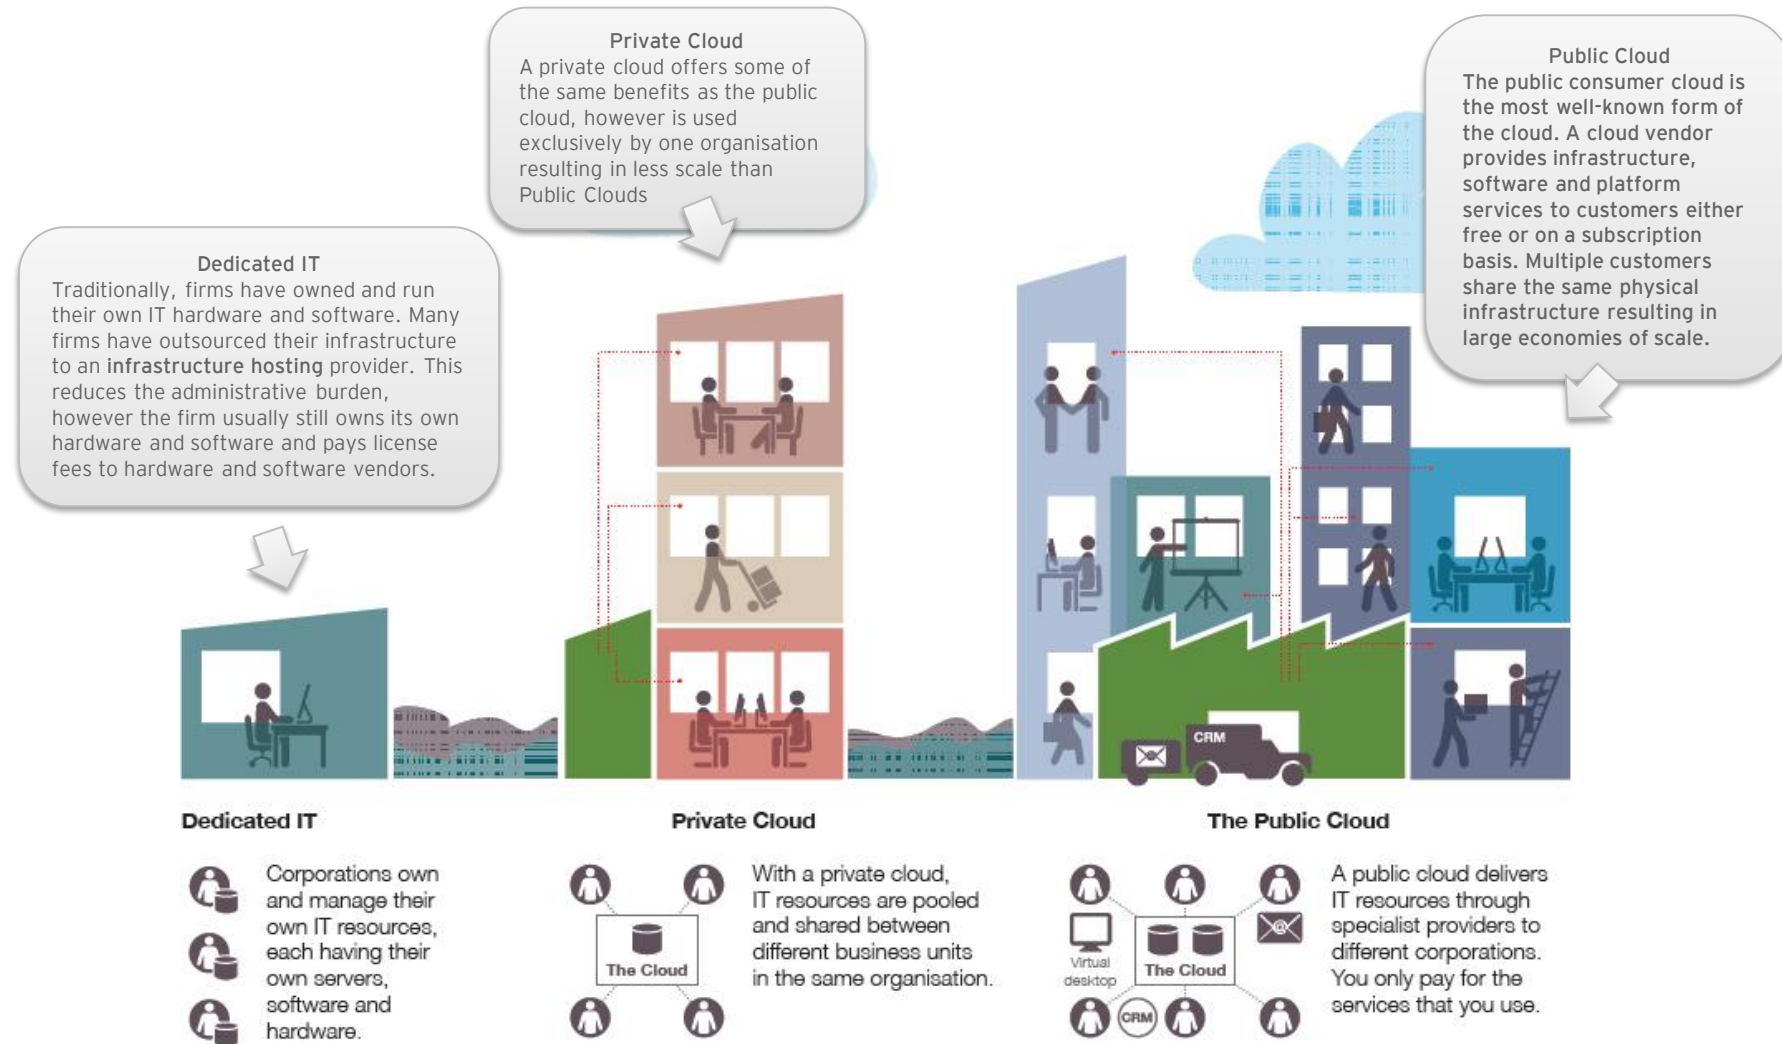 Private Cloud
A private cloud offers some of
the same benefits as the public
cloud, however is used
exclusively by one organisation
resulting in less scale than
Public Clouds
Public Cloud
The public consumer cloud is
the most well-known form of
the cloud. A cloud vendor
provides infrastructure,
software and platform
services to customers either
free or on a subscription
basis. Multiple customers
share the same physical
infrastructure resulting in
large economies of scale.
Dedicated IT
Traditionally, firms have owned and run
their own IT hardware and software. Many
firms have outsourced their infrastructure
to an infrastructure hosting provider. This
reduces the administrative burden,
however the firm usually still owns its own
hardware and software and pays license
fees to hardware and software vendors.
CRM
@
Dedicated IT
Corporations own
and manage their
own IT resources,
each having their
own servers,
software and
hardware.
Private Cloud
The Cloud
With a private cloud,
IT resources are pooled
and shared between
different business units
in the same organisation.
The Public Cloud
@
Virtual
desktop
The Cloud
CRM
A public cloud delivers
IT resources through
specialist providers to
different corporations.
You only pay for the
services that you use.